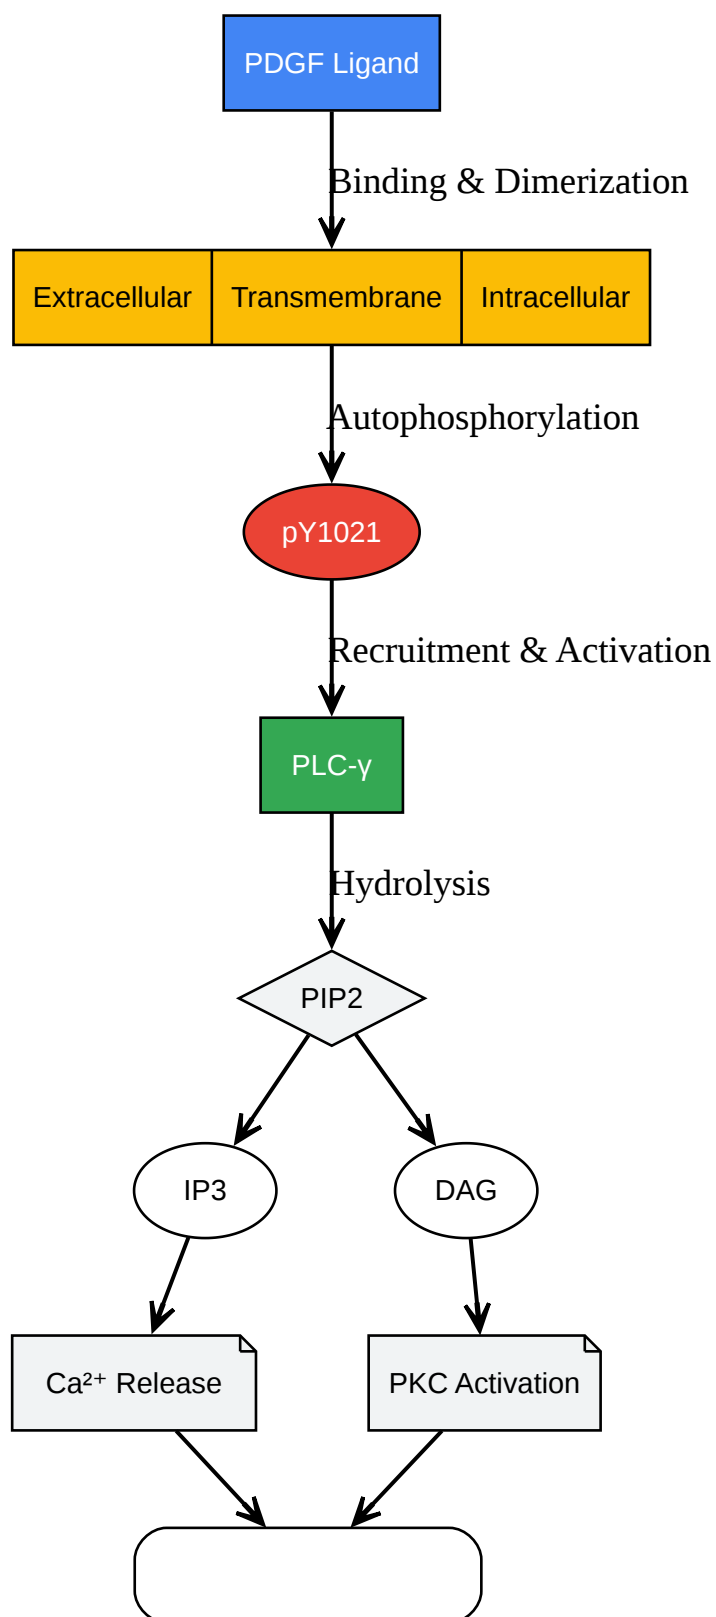 PDGF Ligand
Binding & Dimerization
Extracellular
Transmembrane
Intracellular
Autophosphorylation
pY1021
Recruitment & Activation
PLC-γ
Hydrolysis
PIP2
IP3
DAG
Ca²⁺ Release
PKC Activation